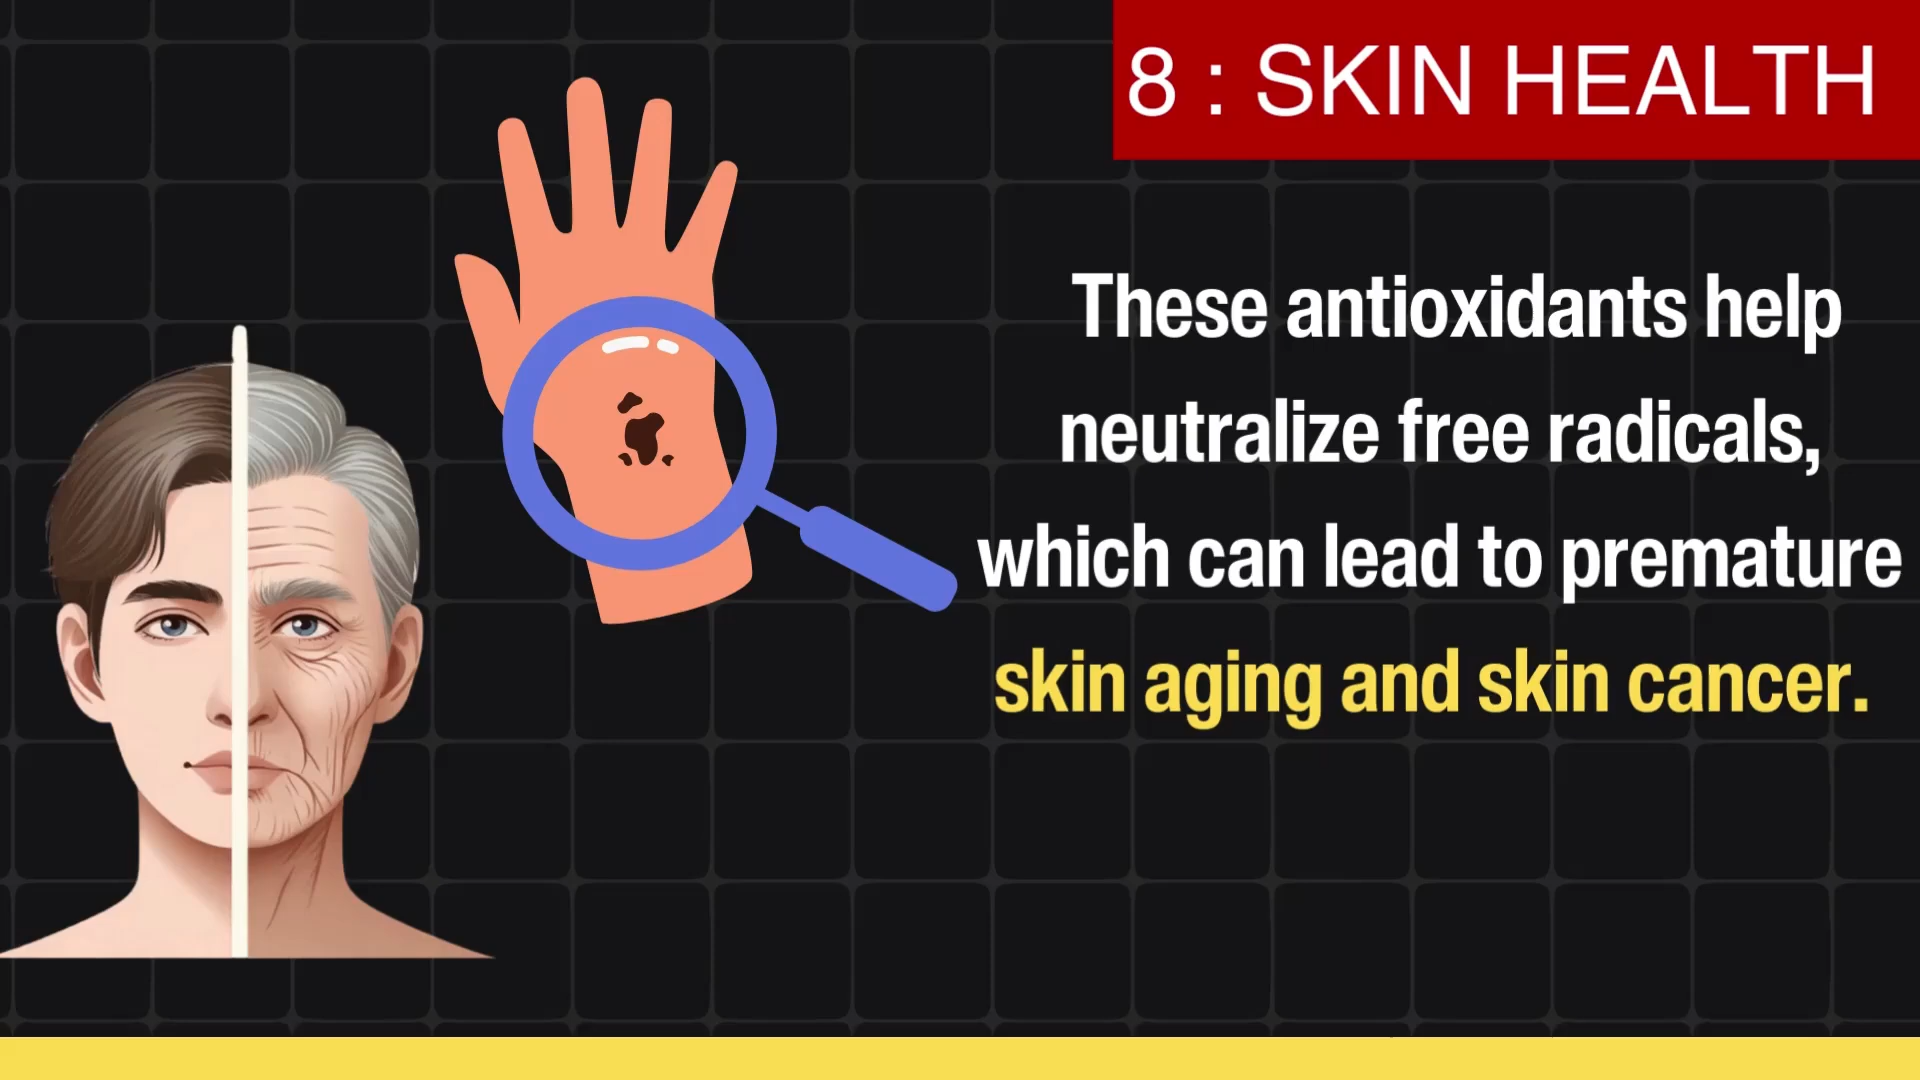 8 : SKIN HEALTH
These antioxidants help
neutralize free radicals,
which can lead to premature
skin aging and skin cancer.